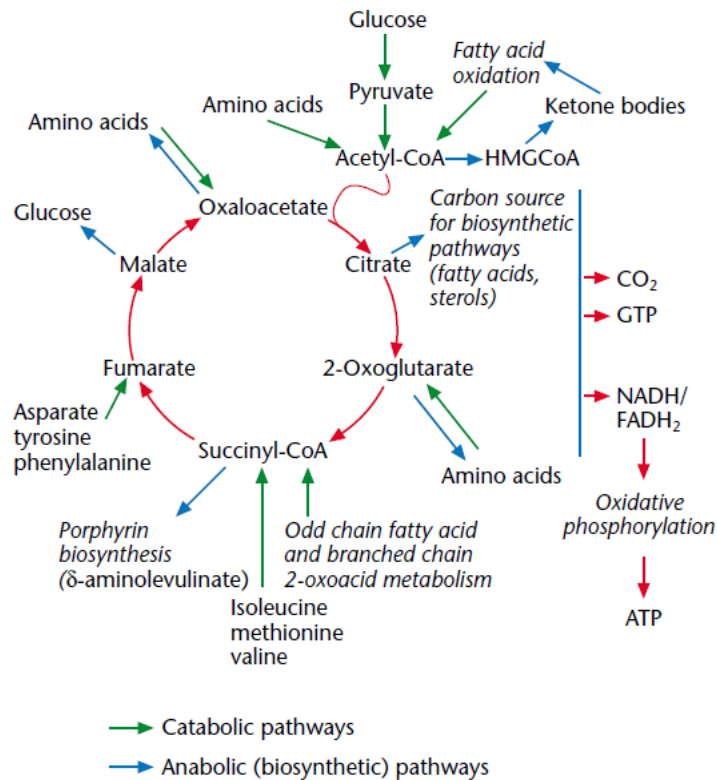 Glucose
Pyruvate
Fatty acid
oxidation
Amino acids
Amino acids
Ketone bodies
Acetyl-CoA
HMGCoA
Oxaloacetate
Carbon source
for biosynthetic
pathways
(fatty acids,
sterols)
Glucose
Malate
Citrate
CO₂
GTP
Fumarate
2-Oxoglutarate
NADH/
FADH₂
Asparate
tyrosine
phenylalanine
Succinyl-CoA
Amino acids
Oxidative
phosphorylation
Porphyrin
biosynthesis
(δ-aminolevulinate)
Odd chain fatty acid
and branched chain
2-oxoacid metabolism
Isoleucine
methionine
valine
ATP
Catabolic pathways
Anabolic (biosynthetic) pathways